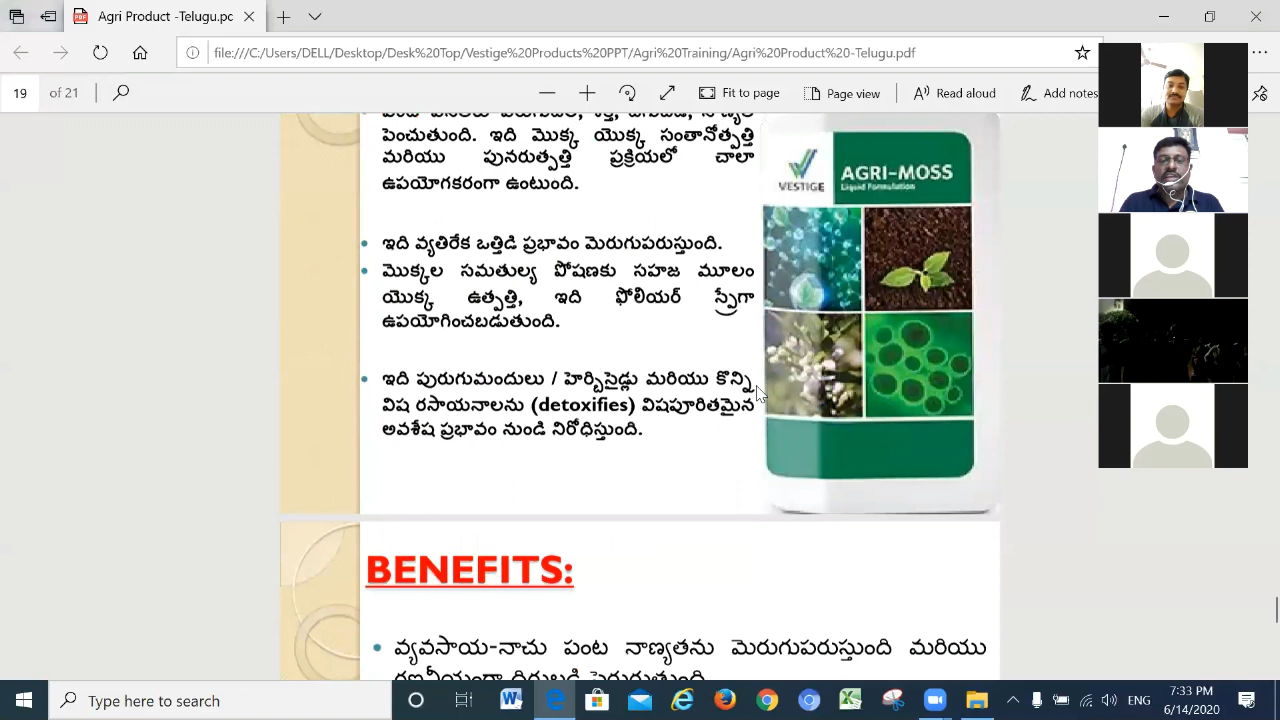 Agri Product -Telugu.pdf
file:///C:/Users/DELL/Desktop/Desk%20Top/Vestige%20Products%20PPT/Agri%20Training/Agri%20Product%20-Telugu.pdf
19 of 21
Fit to page
Page view
Read aloud
Add notes
పెంచుతుంది. ఇది మొక్క యొక్క సంతానోత్పత్తి
మరియు పునరుత్పత్తి ప్రక్రియలో చాలా
ఉపయోగకరంగా ఉంటుంది.
ఇది వ్యతిరేక ఒత్తిడి ప్రభావం మెరుగుపరుస్తుంది.
మొక్కల సమతుల్య పోషణకు సహజ మూలం
యొక్క ఉత్పత్తి, ఇది ఫోలియర్ స్ప్రేగా
ఉపయోగించబడుతుంది.
ఇది పురుగుమందులు / హెర్బిసైడ్లు మరియు కొన్ని
విష రసాయనాలను (detoxifies) విషపూరితమైన
అవశేష ప్రభావం నుండి నిరోధిస్తుంది.
VESTIGE
AGRI-MOSS
Liquid Formulation
BENEFITS:
వ్యవసాయ-నాచు పంట నాణ్యతను మెరుగుపరుస్తుంది మరియు
Type here to search
7:33 PM
6/14/2020